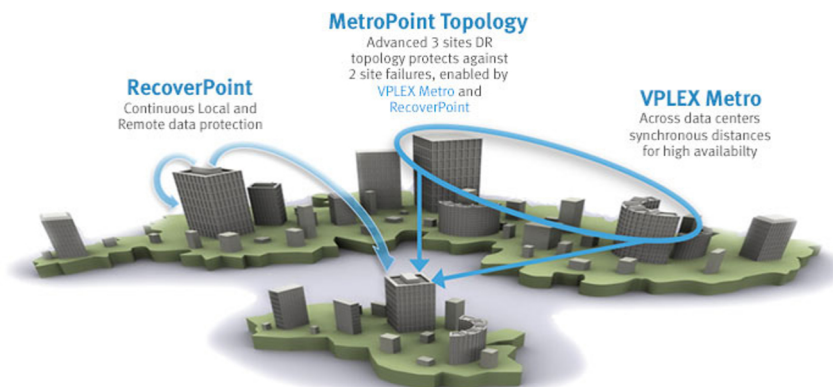 MetroPoint Topology
Advanced 3 sites DR
topology protects against
2 site failures, enabled by
VPLEX Metro and
RecoverPoint
RecoverPoint
Continuous Local and
Remote data protection
VPLEX Metro
Across data centers
synchronous distances
for high availabilty